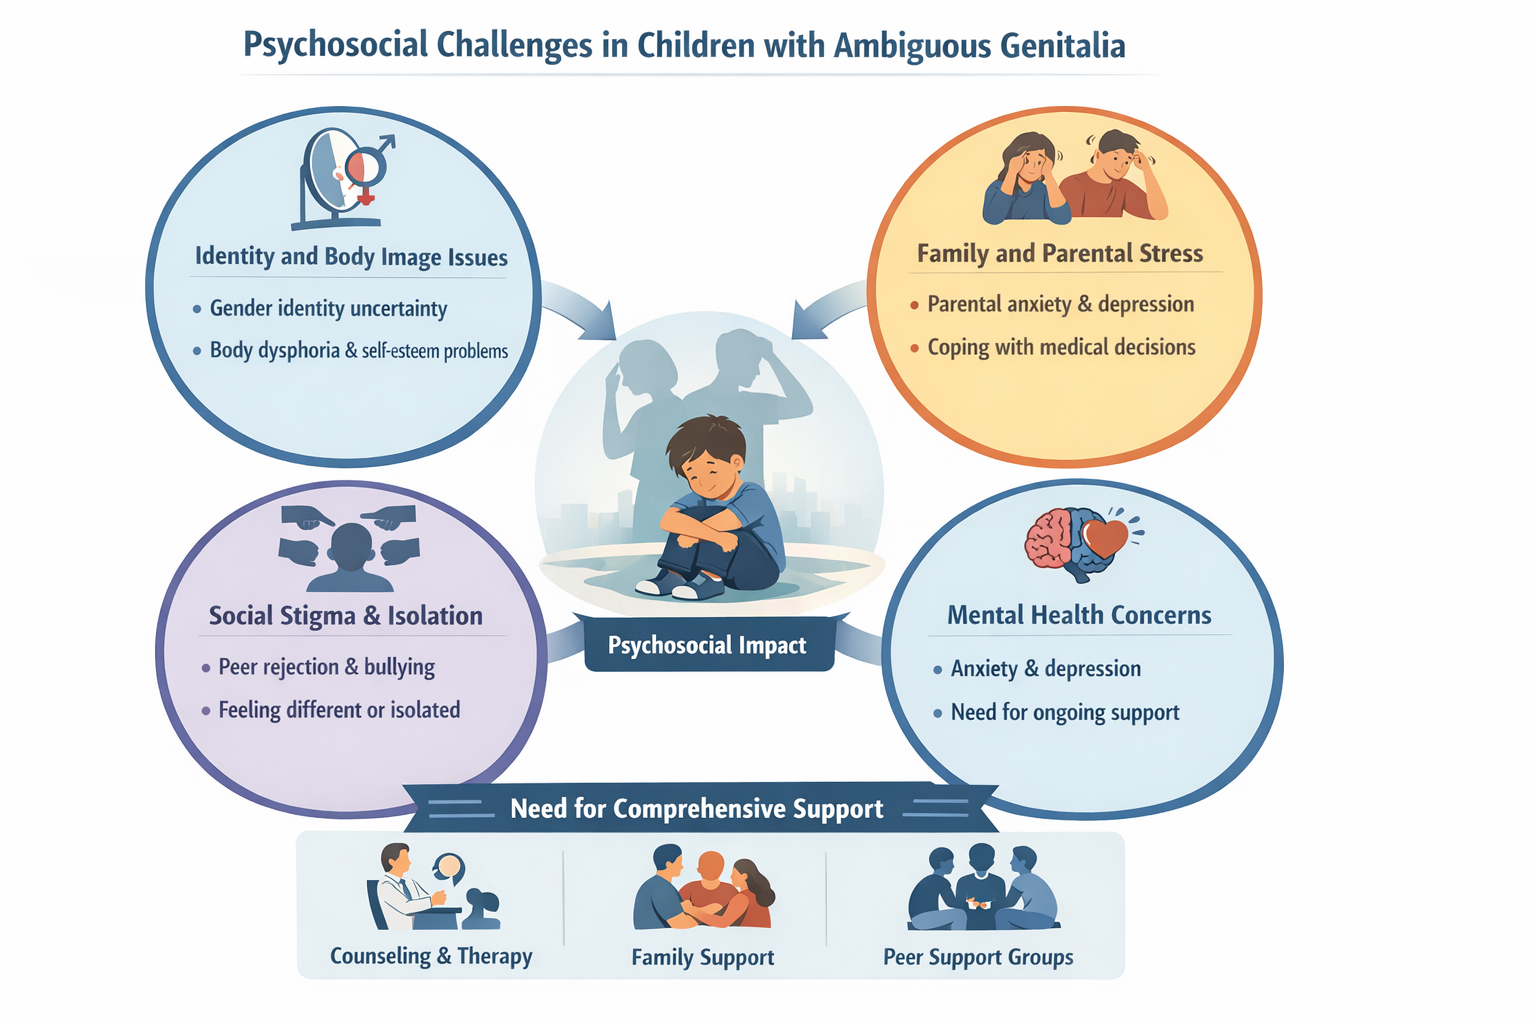 Psychosocial Challenges in Children with Ambiguous Genitalia
Identity and Body Image Issues
• Gender identity uncertainty
• Body dysphoria & self-esteem problems
Family and Parental Stress
• Parental anxiety & depression
• Coping with medical decisions
Social Stigma & Isolation
• Peer rejection & bullying
• Feeling different or isolated
Psychosocial Impact
Mental Health Concerns
• Anxiety & depression
• Need for ongoing support
Need for Comprehensive Support
Counseling & Therapy
Family Support
Peer Support Groups